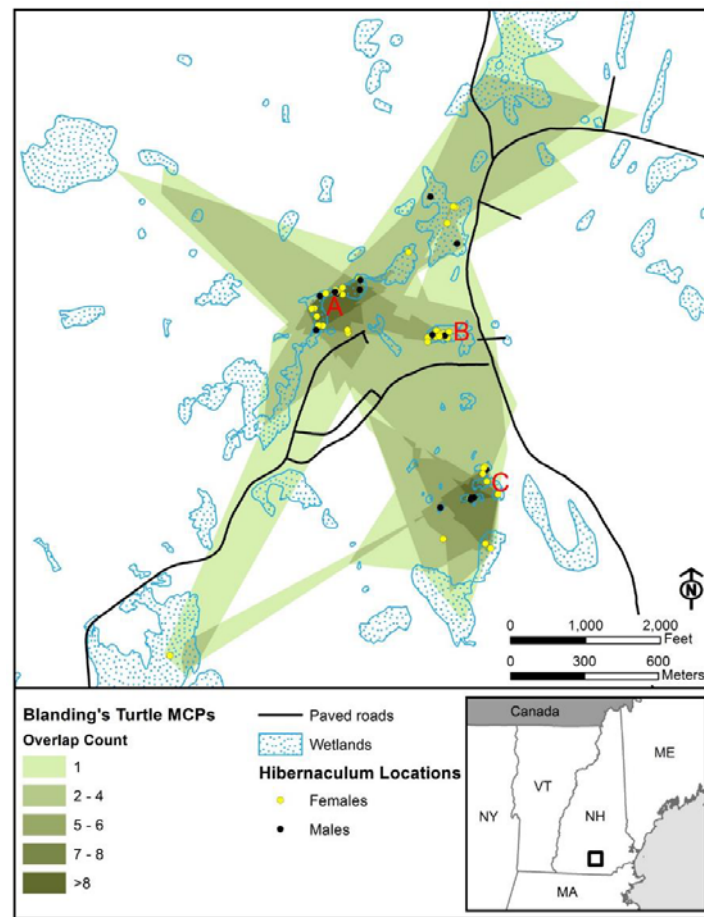 A
B
C
N
0 1,000 2,000
Feet
0 300 600
Meters
Blanding's Turtle MCPs
Overlap Count
1
2 - 4
5 - 6
7 - 8
>8
Paved roads
Wetlands
Hibernaculum Locations
Females
Males
Canada
ME
VT
NY
NH
MA